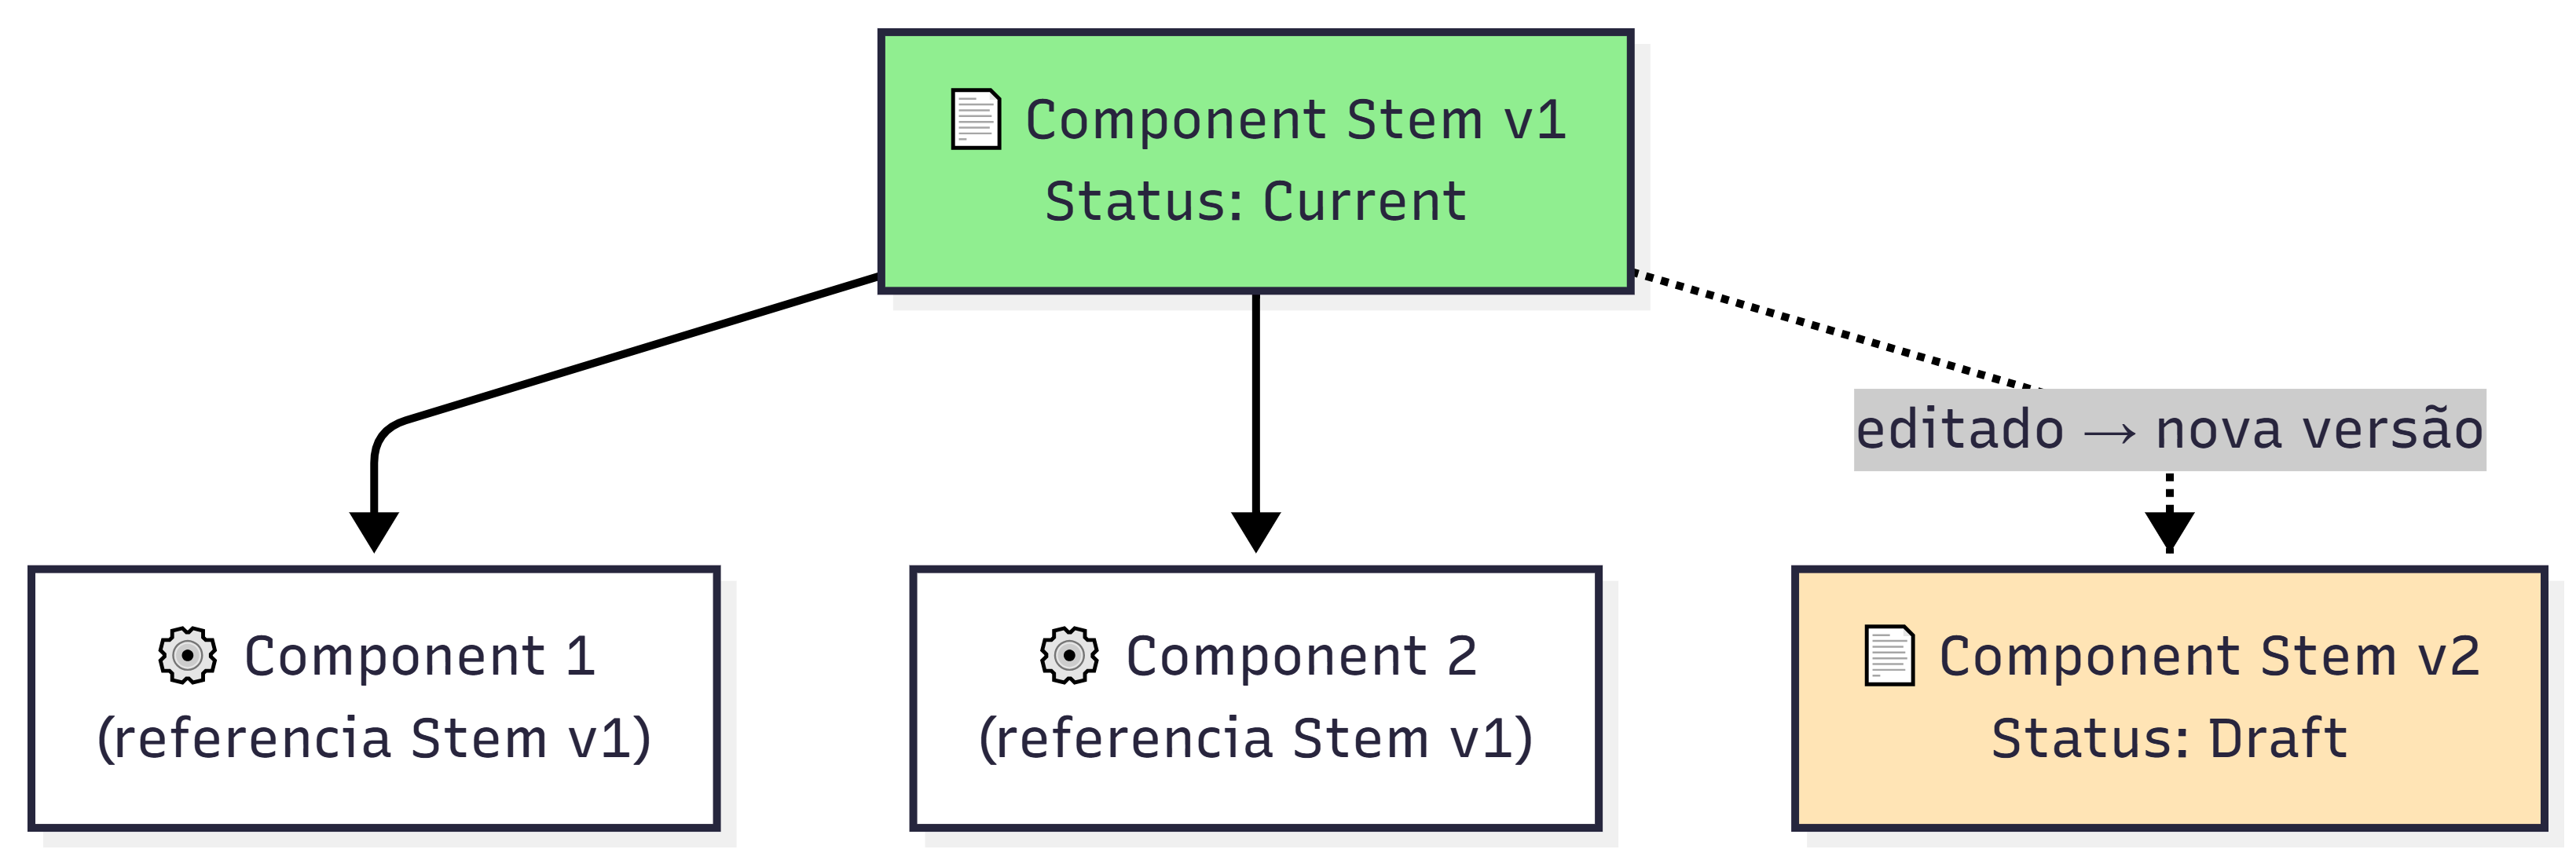 Component Stem v1
Status: Current
editado → nova versão
Component 1
(referencia Stem v1)
Component 2
(referencia Stem v1)
Component Stem v2
Status: Draft